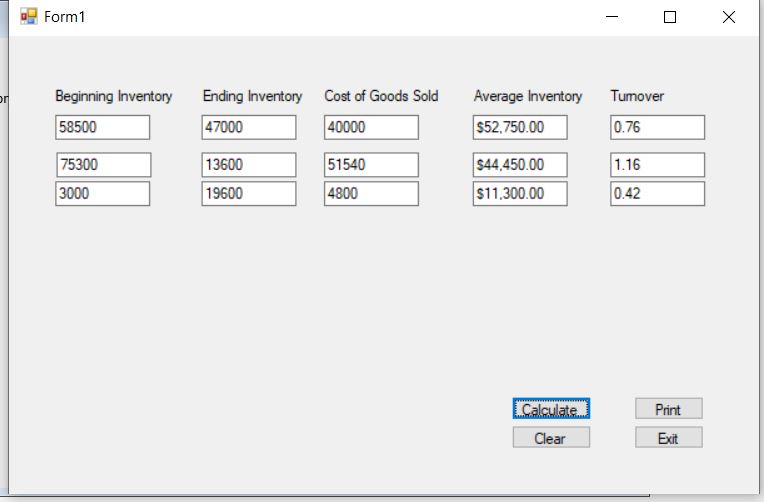 Form1
or
Beginning Inventory Ending Inventory Cost of Goods Sold Average Inventory Turnover
58500 47000 40000 $52,750.00 0.76
75300 13600 51540 $44,450.00 1.16
3000 19600 4800 $11,300.00 0.42
Calculate Print
Clear Exit